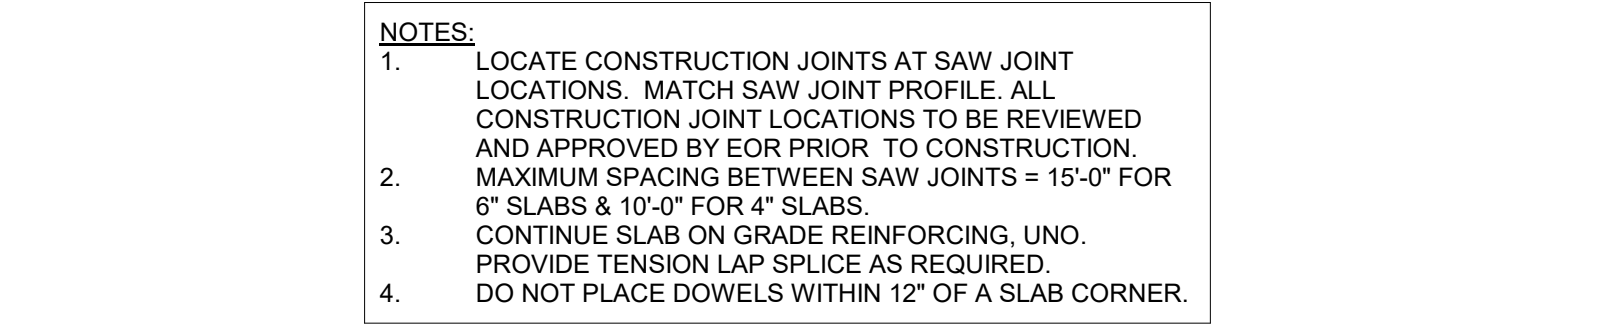 NOTES:
1. LOCATE CONSTRUCTION JOINTS AT SAW JOINT
LOCATIONS.  MATCH SAW JOINT PROFILE. ALL
CONSTRUCTION JOINT LOCATIONS TO BE REVIEWED
AND APPROVED BY EOR PRIOR  TO CONSTRUCTION.
2. MAXIMUM SPACING BETWEEN SAW JOINTS = 15'-0" FOR
6" SLABS & 10'-0" FOR 4" SLABS.
3. CONTINUE SLAB ON GRADE REINFORCING, UNO.
PROVIDE TENSION LAP SPLICE AS REQUIRED.
4. DO NOT PLACE DOWELS WITHIN 12" OF A SLAB CORNER.